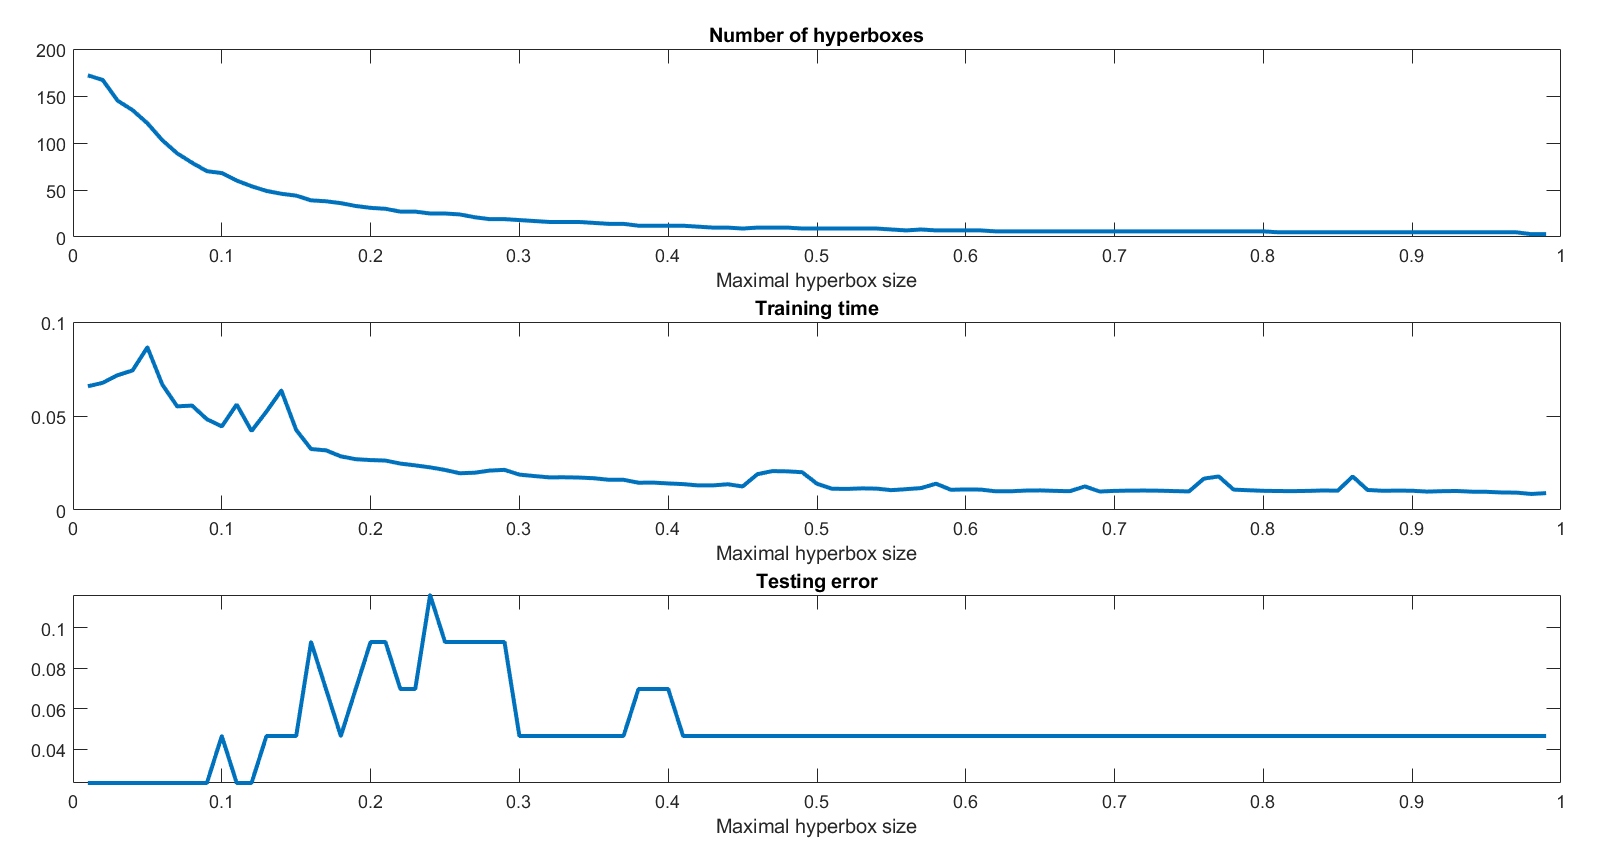 Number of hyperboxes
200
150
100
50
0
0 0.1 0.2 0.3 0.4 0.5 0.6 0.7 0.8 0.9 1
Maximal hyperbox size
Training time
0.1
0.05
0
0 0.1 0.2 0.3 0.4 0.5 0.6 0.7 0.8 0.9 1
Maximal hyperbox size
Testing error
0.1
0.08
0.06
0.04
0 0.1 0.2 0.3 0.4 0.5 0.6 0.7 0.8 0.9 1
Maximal hyperbox size